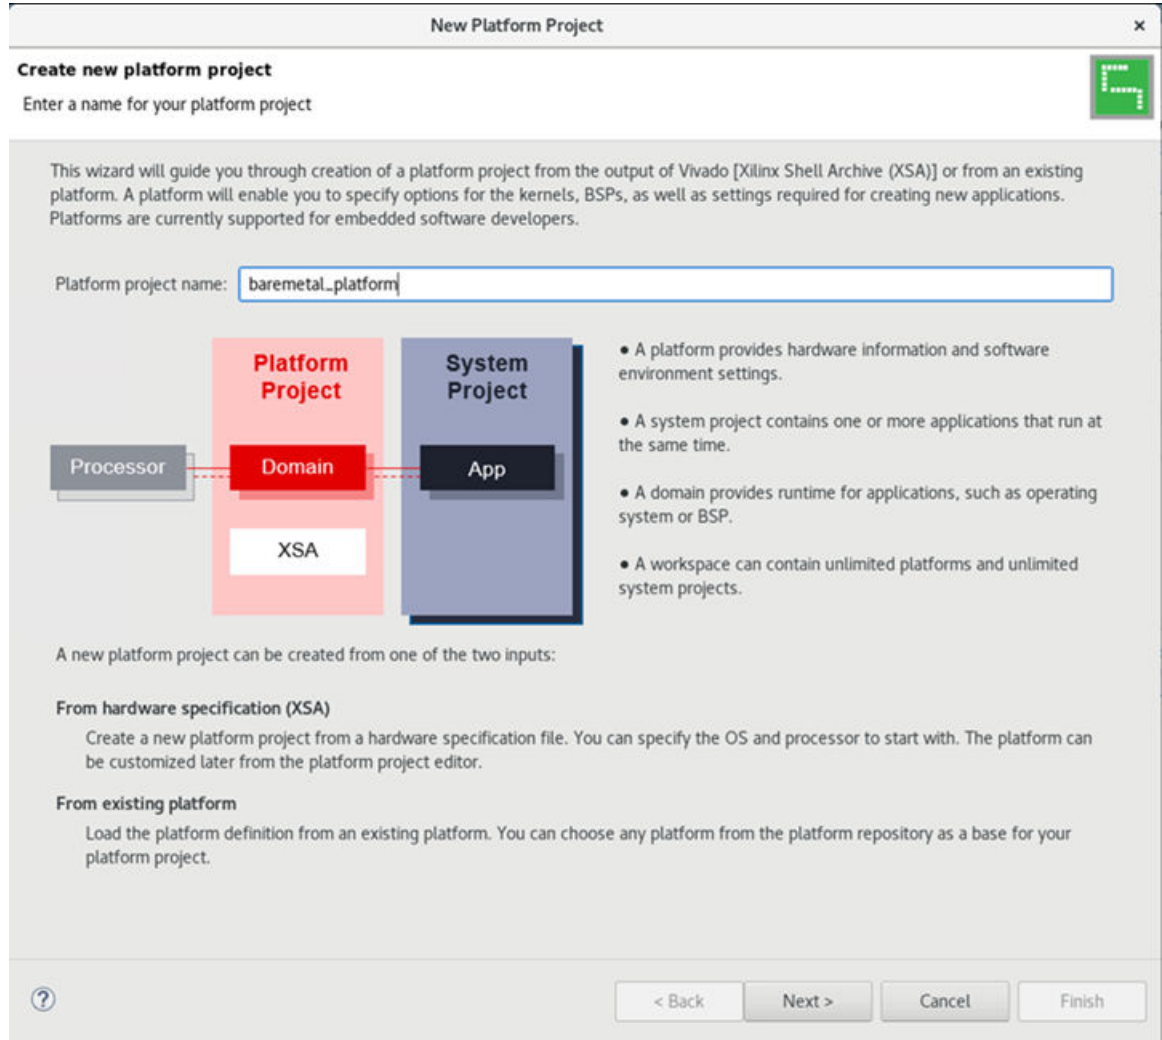 New Platform Project ×
Create new platform project
Enter a name for your platform project
This wizard will guide you through creation of a platform project from the output of Vivado [Xilinx Shell Archive (XSA)] or from an existing
platform. A platform will enable you to specify options for the kernels, BSPs, as well as settings required for creating new applications.
Platforms are currently supported for embedded software developers.
Platform project name: baremetal_platform
Platform
Project
System
Project
Processor
Domain
App
XSA
● A platform provides hardware information and software
environment settings.
● A system project contains one or more applications that run at
the same time.
● A domain provides runtime for applications, such as operating
system or BSP.
● A workspace can contain unlimited platforms and unlimited
system projects.
A new platform project can be created from one of the two inputs:
From hardware specification (XSA)
Create a new platform project from a hardware specification file. You can specify the OS and processor to start with. The platform can
be customized later from the platform project editor.
From existing platform
Load the platform definition from an existing platform. You can choose any platform from the platform repository as a base for your
platform project.
? < Back Next > Cancel Finish